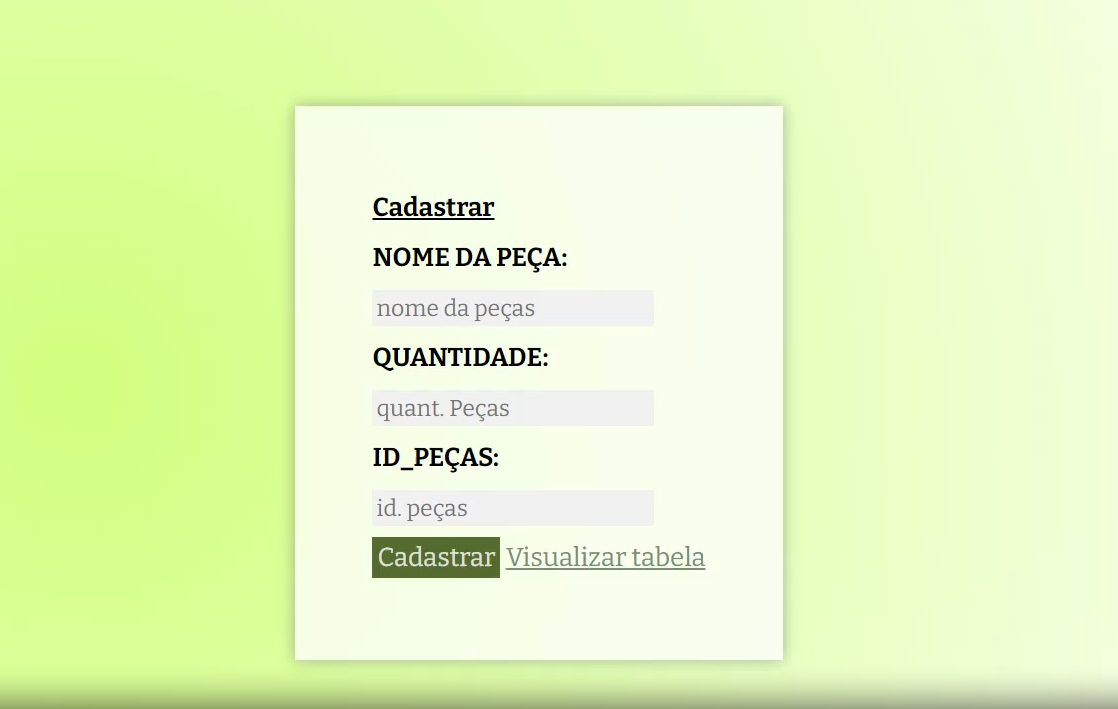 Cadastrar
NOME DA PEÇA:
nome da peças
QUANTIDADE:
quant. Peças
ID_PEÇAS:
id. peças
Cadastrar Visualizar tabela